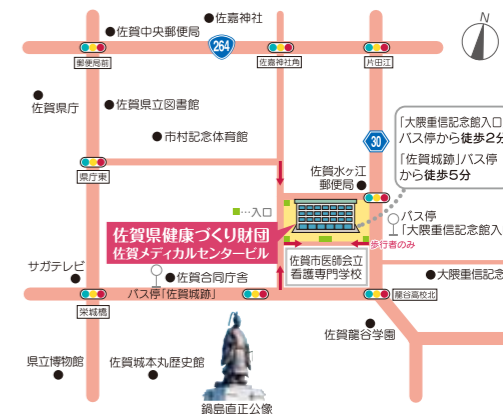 佐嘉神社
佐賀中央郵便局
264
N
郵便局前
佐嘉神社角
片田江
佐賀県庁
佐賀県立図書館
市村記念体育館
30
「大隈重信記念館入口
バス停から徒歩2分
「佐賀城跡」バス停
から徒歩5分
県庁東
佐賀水ヶ江
郵便局
■…入口
バス停
「大隈重信記念館入
佐賀県健康づくり財団
佐賀メディカルセンタービル
歩行者のみ
佐賀市医師会立
看護専門学校
サガテレビ
佐賀合同庁舎
大隈重信記念
バス停「佐賀城跡」
龍谷高校北
栄城橋
佐賀龍谷学園
県立博物館
佐賀城本丸歴史館
鍋島直正公像